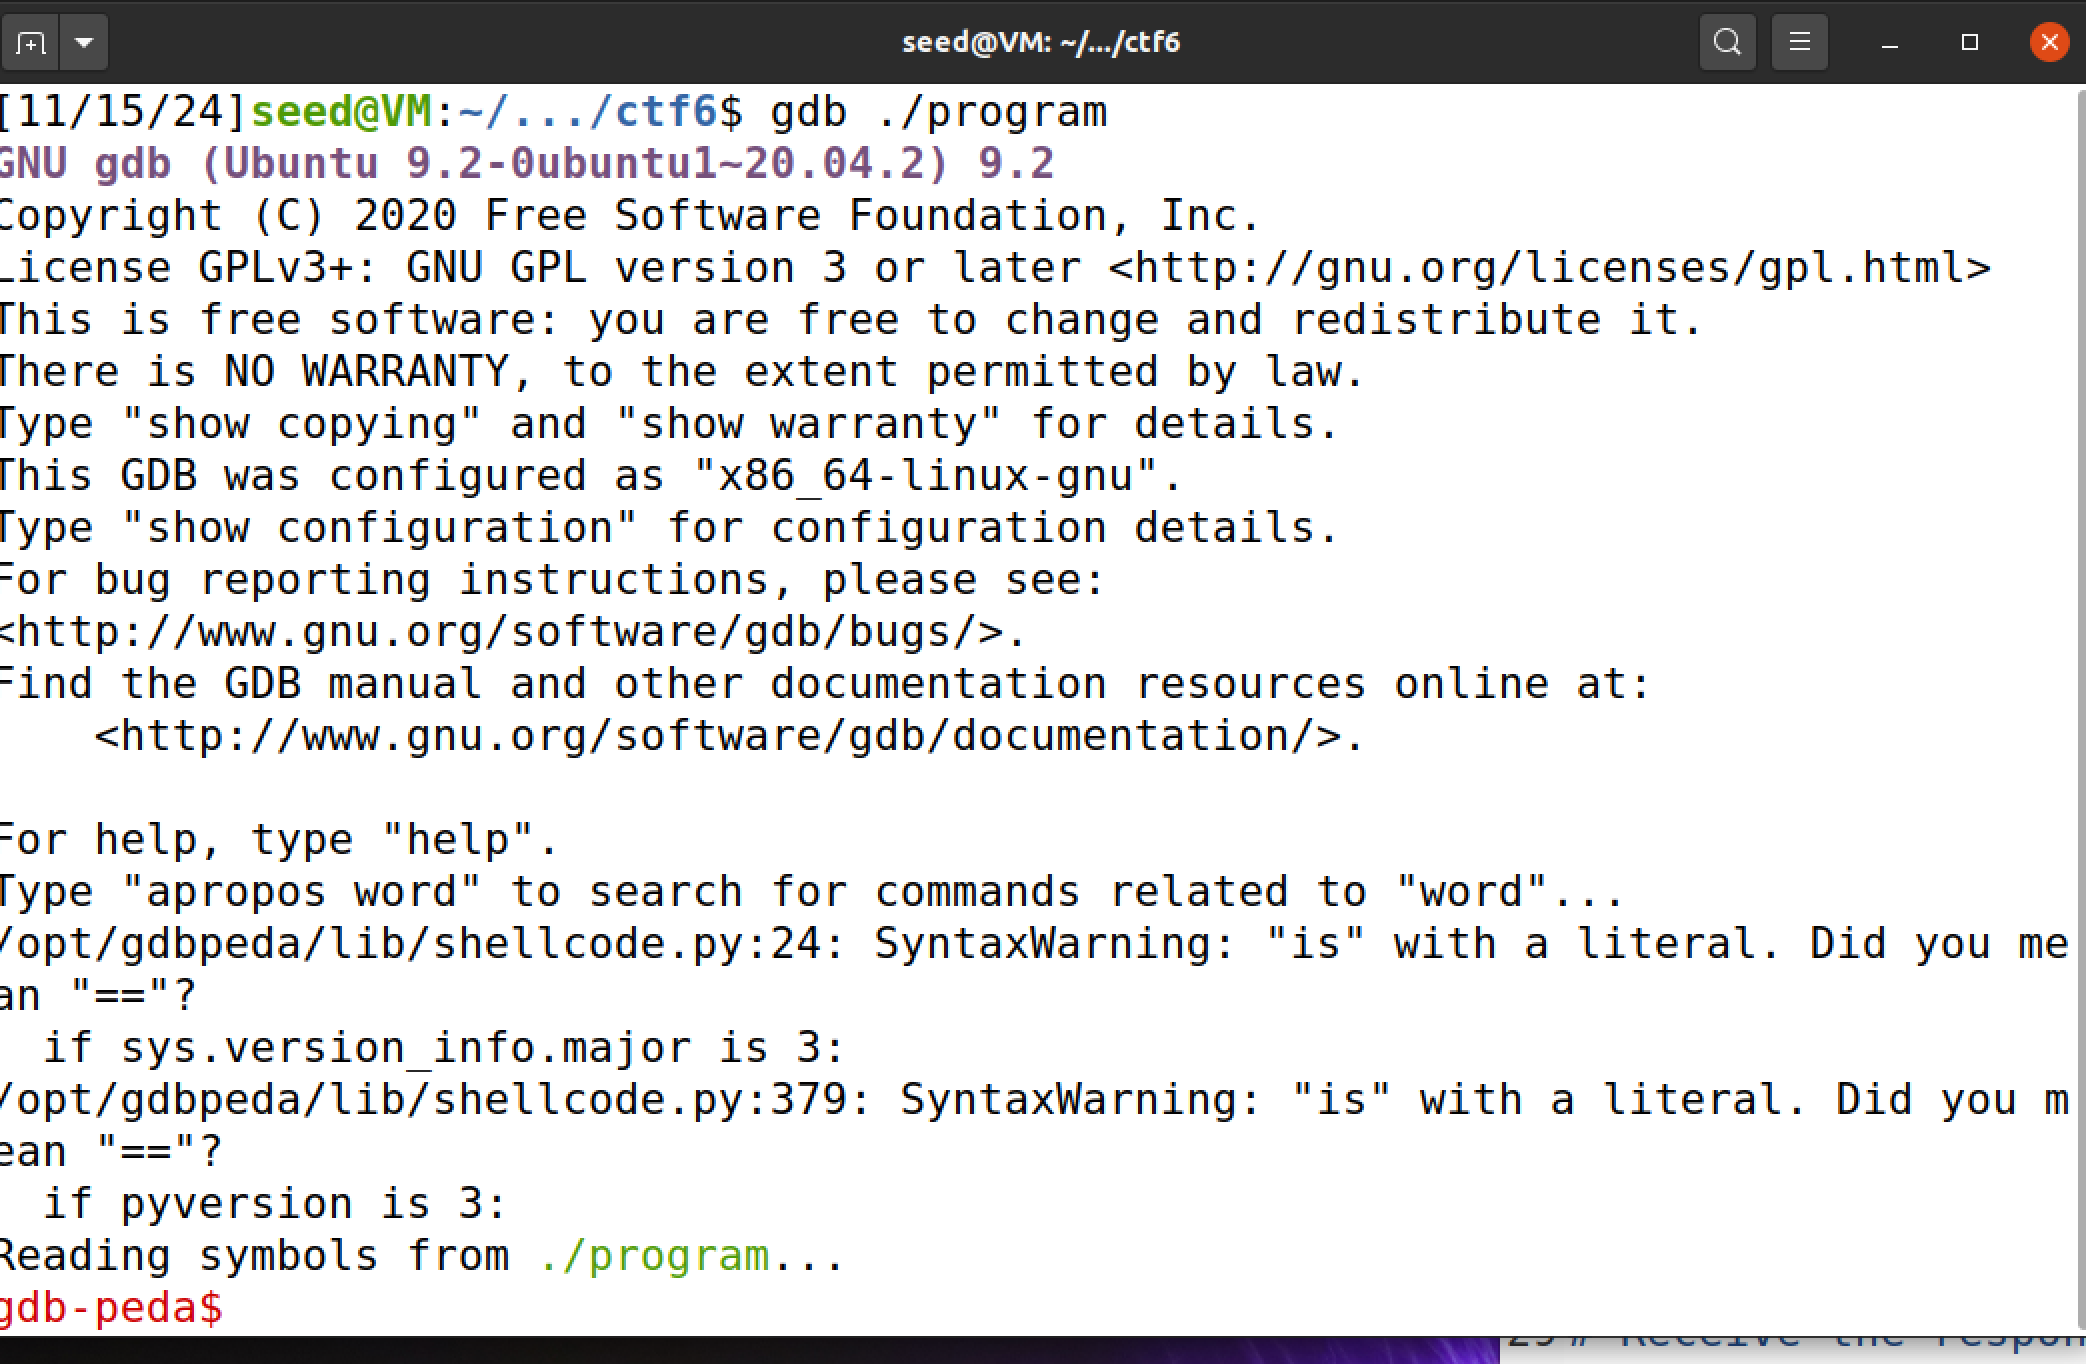 seed@VM: ~/.../ctf6
[11/15/24]seed@VM:~/.../ctf6$ gdb ./program
GNU gdb (Ubuntu 9.2-0ubuntu1~20.04.2) 9.2
Copyright (C) 2020 Free Software Foundation, Inc.
License GPLv3+: GNU GPL version 3 or later <http://gnu.org/licenses/gpl.html>
This is free software: you are free to change and redistribute it.
There is NO WARRANTY, to the extent permitted by law.
Type "show copying" and "show warranty" for details.
This GDB was configured as "x86_64-linux-gnu".
Type "show configuration" for configuration details.
For bug reporting instructions, please see:
<http://www.gnu.org/software/gdb/bugs/>.
Find the GDB manual and other documentation resources online at:
    <http://www.gnu.org/software/gdb/documentation/>.
For help, type "help".
Type "apropos word" to search for commands related to "word"...
/opt/gdbpeda/lib/shellcode.py:24: SyntaxWarning: "is" with a literal. Did you me
an "=="?
  if sys.version_info.major is 3:
/opt/gdbpeda/lib/shellcode.py:379: SyntaxWarning: "is" with a literal. Did you m
ean "=="?
  if pyversion is 3:
Reading symbols from ./program...
gdb-peda$
29 # Receive the respon